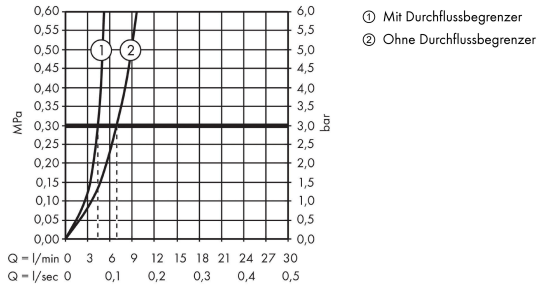 0,60 6,0
0,55 5,5
0,50 5,0
0,45 4,5
0,40 4,0
0,35 3,5
0,30 3,0
0,25 2,5
0,20 2,0
0,15 1,5
0,10 1,0
0,05 0,5
0,00 0,0
MPa
bar
1 2
Q = l/min 0 3 6 9 12 15 18 21 24 27 30
Q = l/sec 0 0,1 0,2 0,3 0,4 0,5
① Mit Durchflussbegrenzer
② Ohne Durchflussbegrenzer